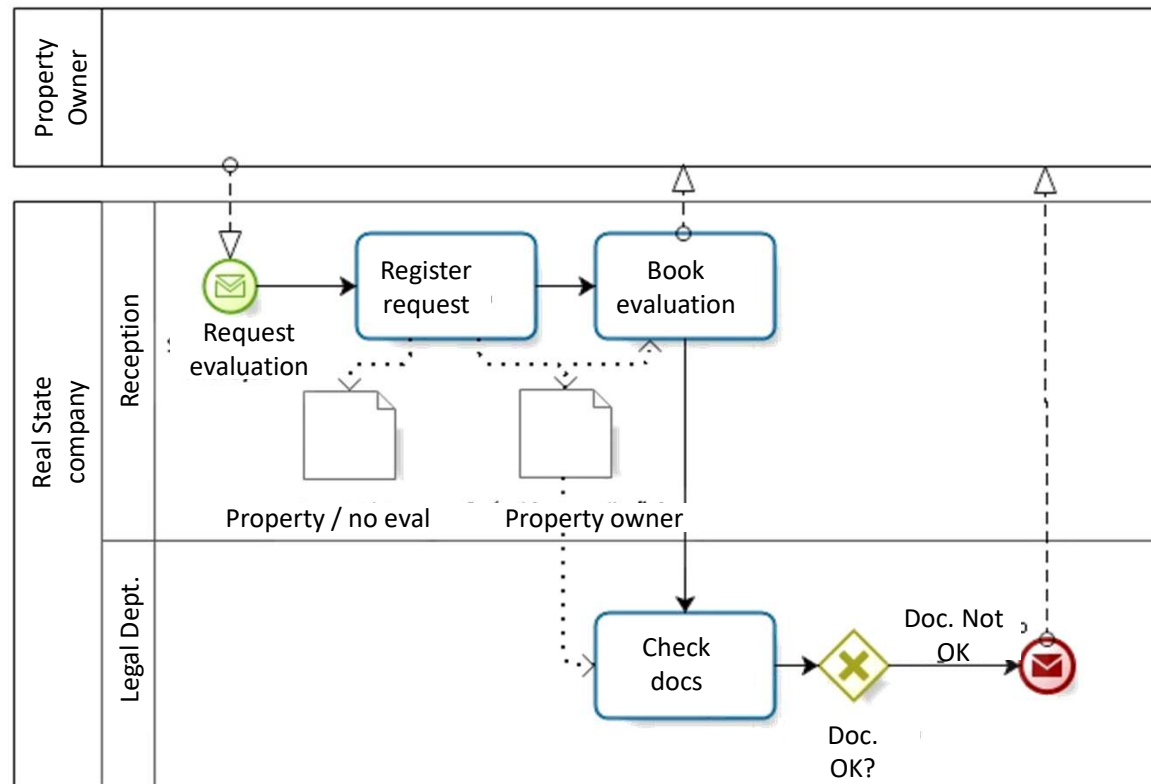 Property
Owner
Real State
company
Reception
Request
evaluation
Register
request
Book
evaluation
Property / no eval
Property owner
Legal Dept.
Check
docs
Doc.
OK?
Doc. Not
OK